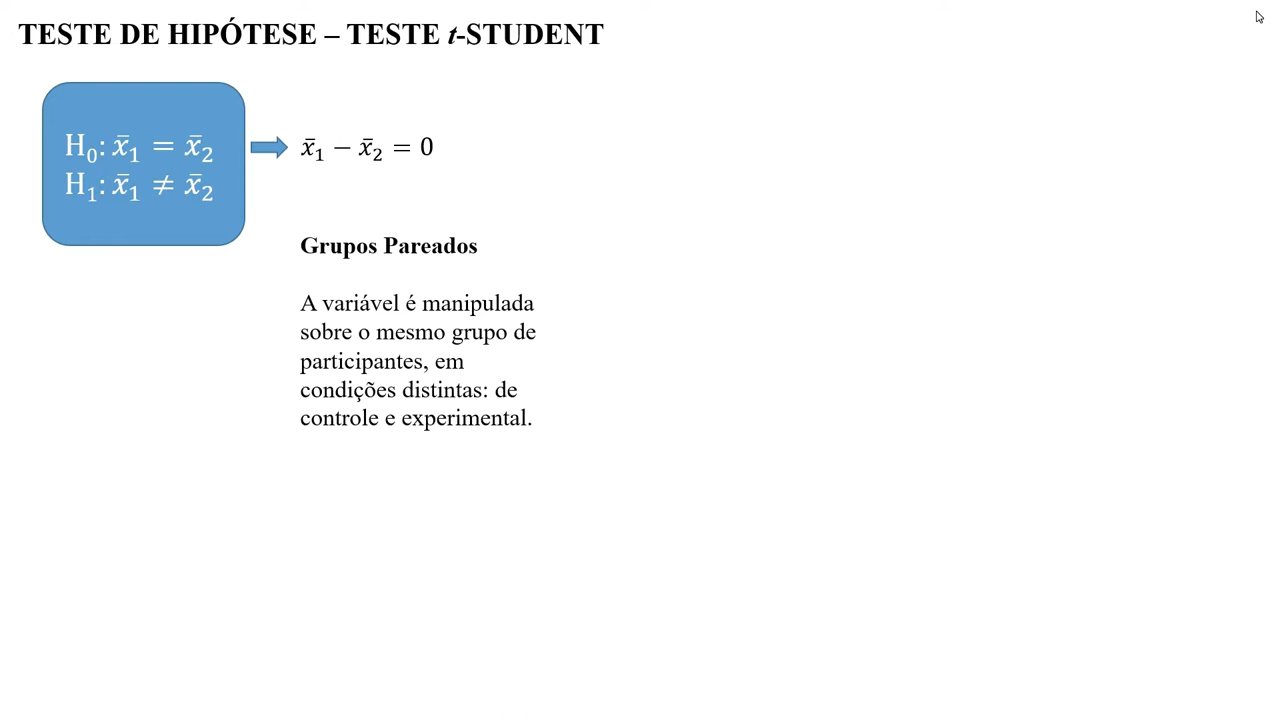 TESTE DE HIPÓTESE – TESTE t-STUDENT
H₀: x̄₁ = x̄₂
H₁: x̄₁ ≠ x̄₂
x̄₁ − x̄₂ = 0
Grupos Pareados
A variável é manipulada
sobre o mesmo grupo de
participantes, em
condições distintas: de
controle e experimental.